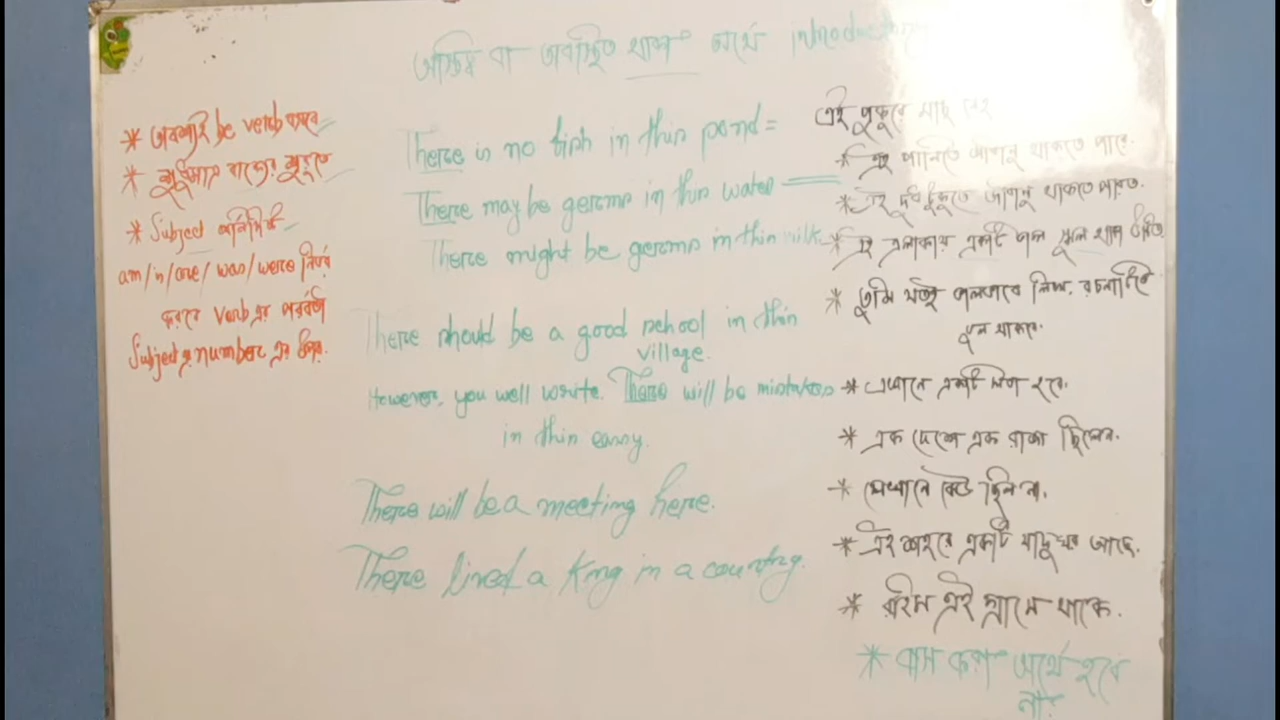 অস্তিত্ব বা অবস্থিত থাকা অর্থে introductory
* অবশ্যই be verb বসবে
* শুধুমাত্র বাক্যের শুরুতে
* Subject অনির্দিষ্ট
am/is/are/was/were নির্ভর
করবে verb এর পরবর্তী
Subject এর number এর উপর.
There is no fish in this pond =
There may be germs in this water
There might be germs in this milk
There should be a good school in this
village.
However, you well write. There will be mistakes
in this essay.
There will be a meeting here.
There lived a king in a country.
এই পুকুরে মাছ নেই
* এই পানিতে জীবাণু থাকতে পারে.
* এই দুধটুকুতে জীবাণু থাকতে পারত.
* এই এলাকায় একটি ভাল স্কুল থাকা উচিত
* তুমি যতই ভালভাবে লিখ, রচনাটিতে
ভুল থাকবে.
* এখানে একটি মিটিং হবে.
* এক দেশে এক রাজা ছিলেন.
* সেখানে কেউ ছিল না.
* এই শহরে একটি যাদুঘর আছে.
* রহিম এই গ্রামে থাকে.
* বাস করা অর্থে হবে
না.